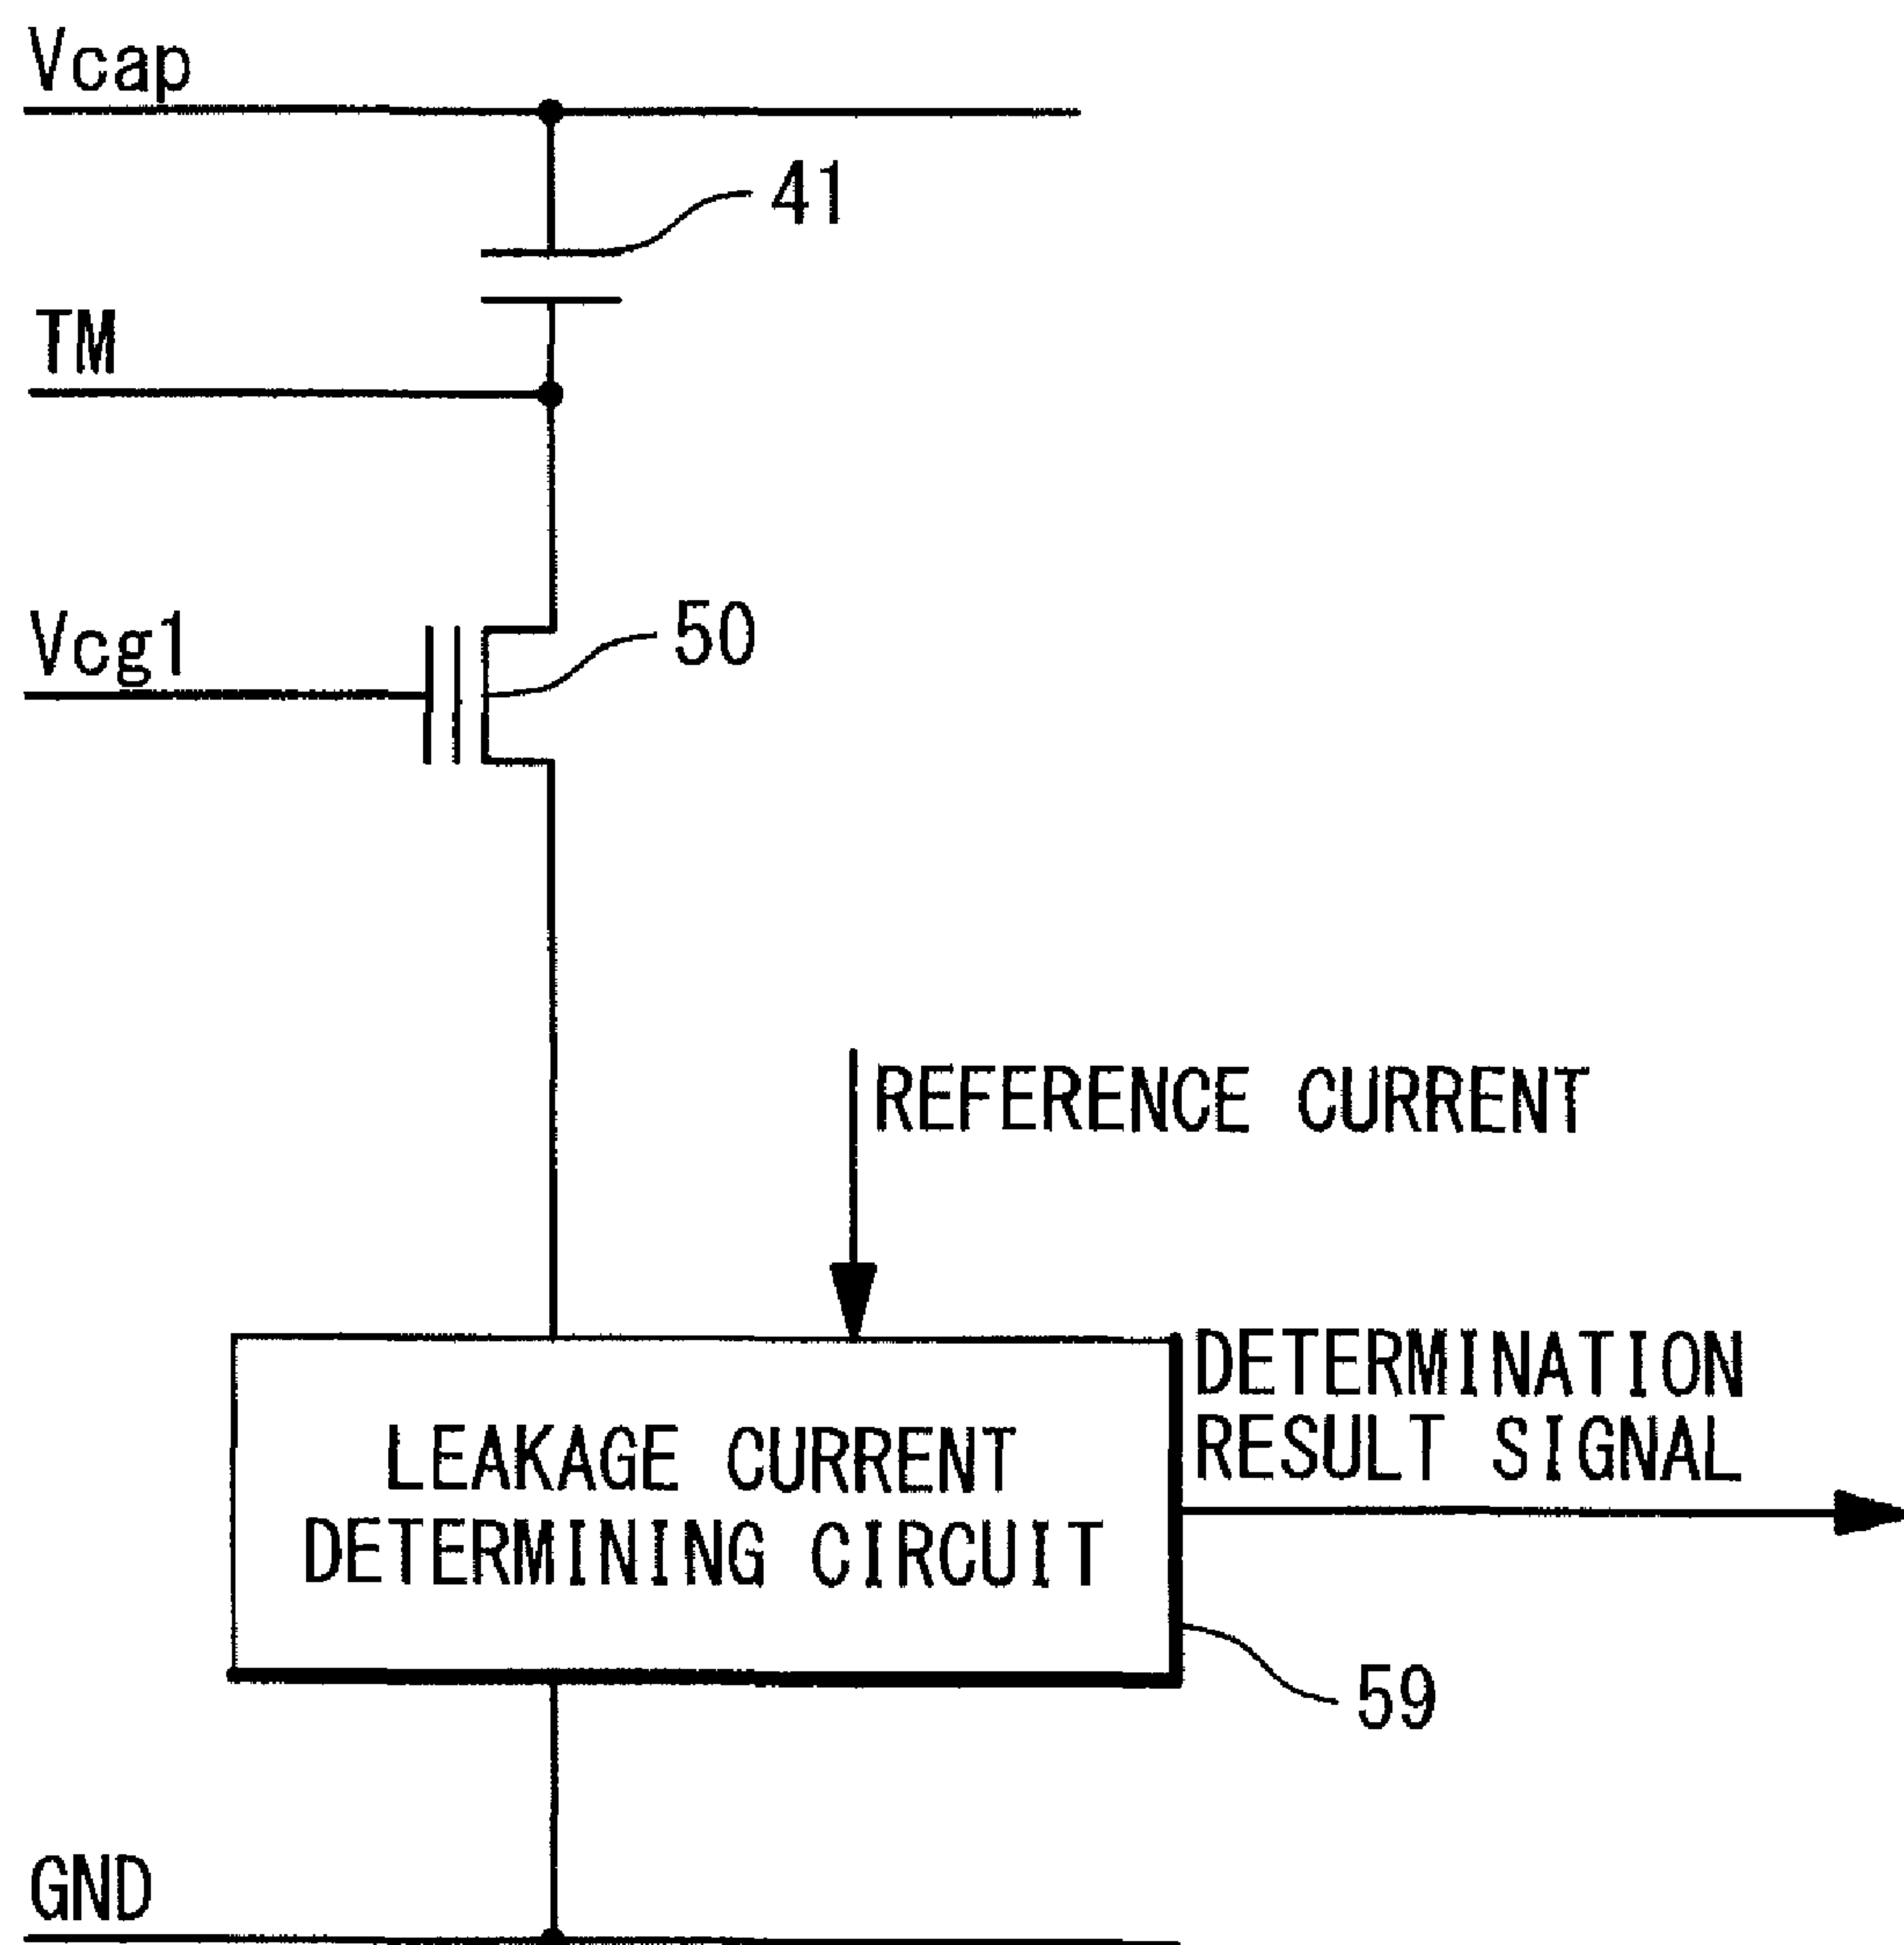 Vcap
41
TM
Vcg1
50
REFERENCE CURRENT
DETERMINATION
RESULT SIGNAL
LEAKAGE CURRENT
DETERMINING CIRCUIT
59
GND